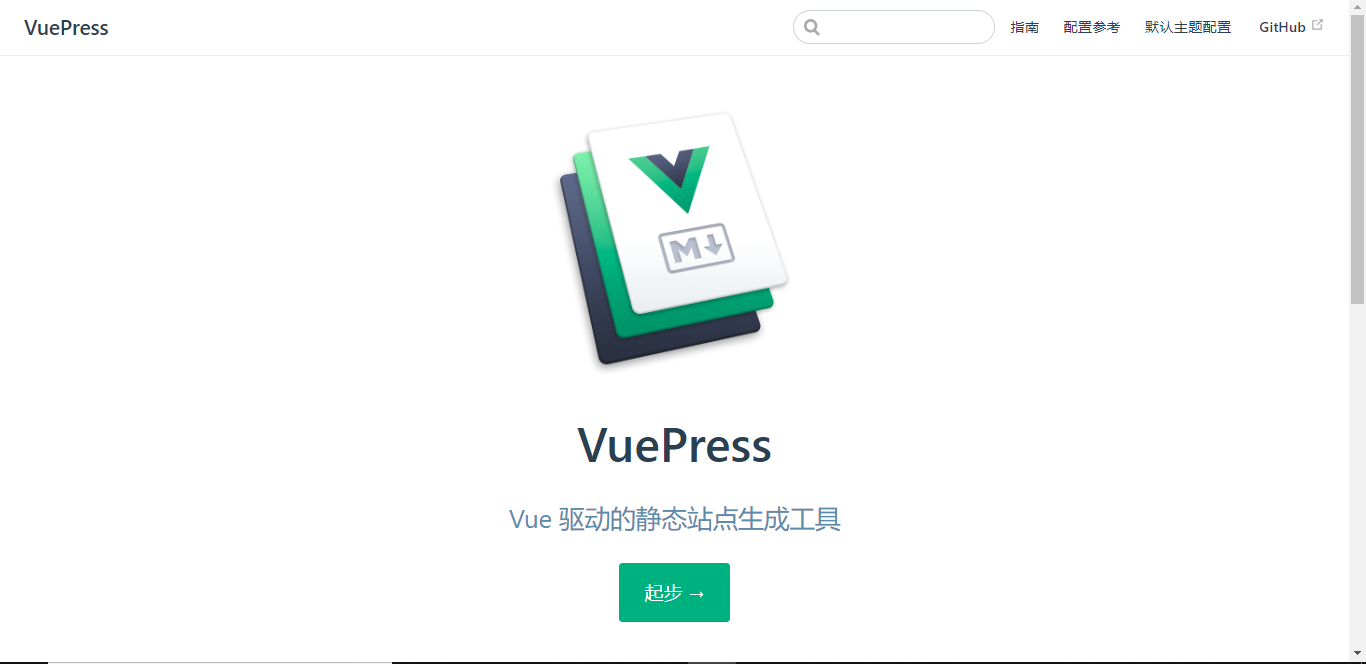 VuePress
指南
配置参考
默认主题配置
GitHub
M
VuePress
Vue 驱动的静态站点生成工具
起步 →